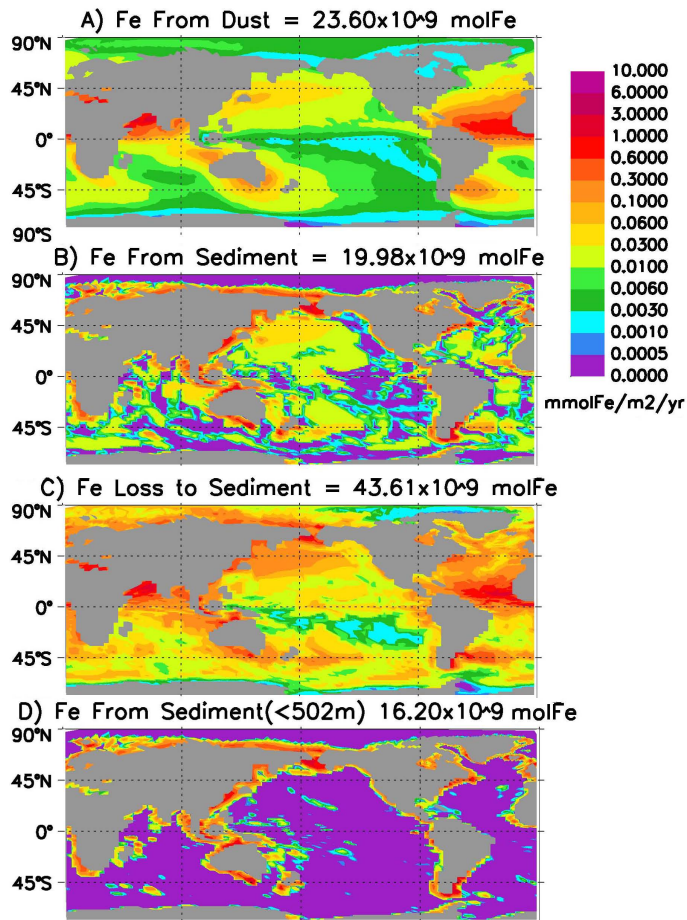 A) Fe From Dust = 23.60x10^9 molFe
90°N
45°N
0°N
45°S
90°S
B) Fe From Sediment = 19.98x10^9 molFe
90°N
45°N
0°N
45°S
C) Fe Loss to Sediment = 43.61x10^9 molFe
90°N
45°N
0°N
45°S
D) Fe From Sediment(<502m) 16.20x10^9 molFe
90°N
45°N
0°N
45°S
10.000
6.0000
3.0000
1.0000
0.6000
0.3000
0.1000
0.0600
0.0300
0.0100
0.0060
0.0030
0.0010
0.0005
0.0000
mmolFe/m2/yr